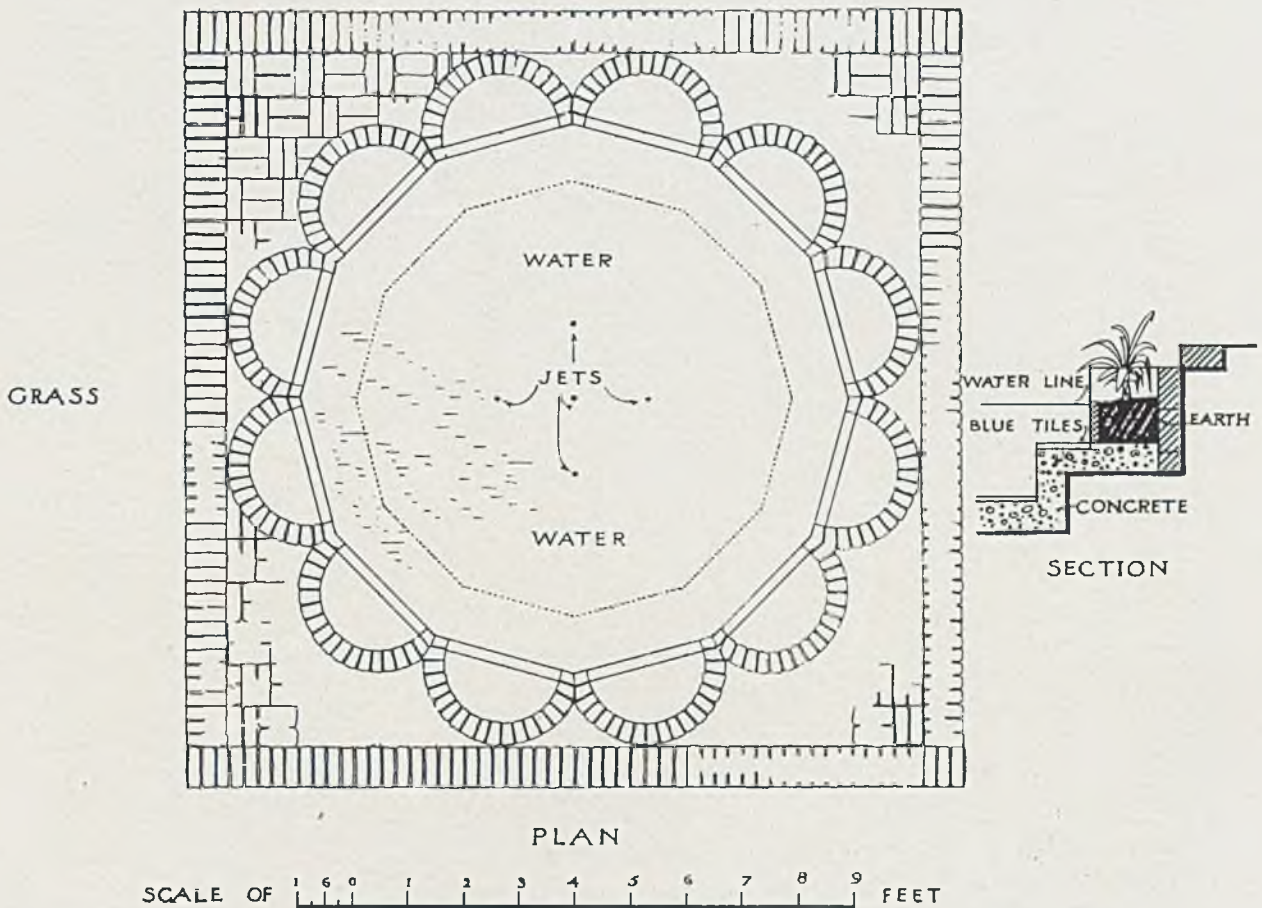 WATER
JETS
GRASS
WATER
WATER LINE
BLUE TILES
EARTH
CONCRETE
SECTION
PLAN
SCALE OF 1 6 0 1 2 3 4 5 6 7 8 9 FEET